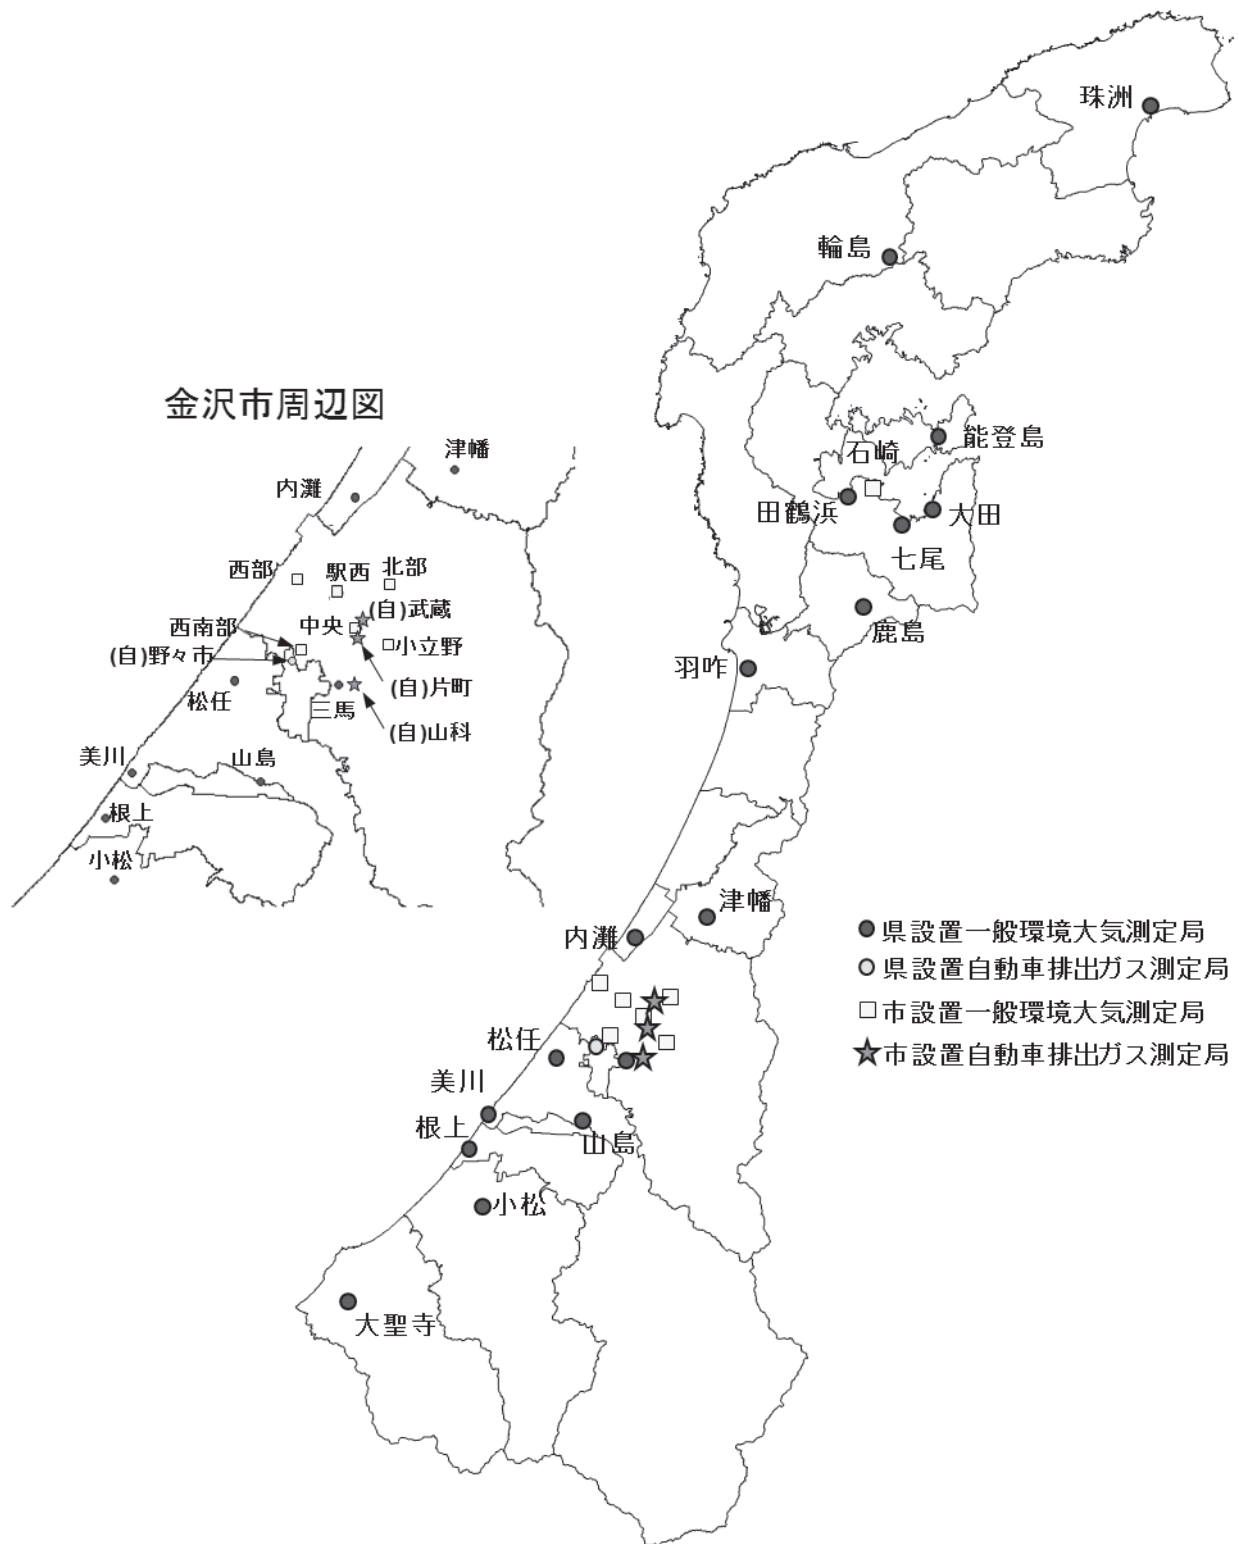 珠洲
輪島
金沢市周辺図
津幡
内灘
西部
駅西
北部
(自)武蔵
中央
西南部
小立野
(自)野々市
(自)片町
松任
三馬
(自)山科
美川
山島
根上
小松
能登島
石崎
田鶴浜
大田
七尾
鹿島
羽咋
津幡
内灘
松任
美川
根上
山島
小松
大聖寺
県設置一般環境大気測定局
県設置自動車排出ガス測定局
市設置一般環境大気測定局
市設置自動車排出ガス測定局